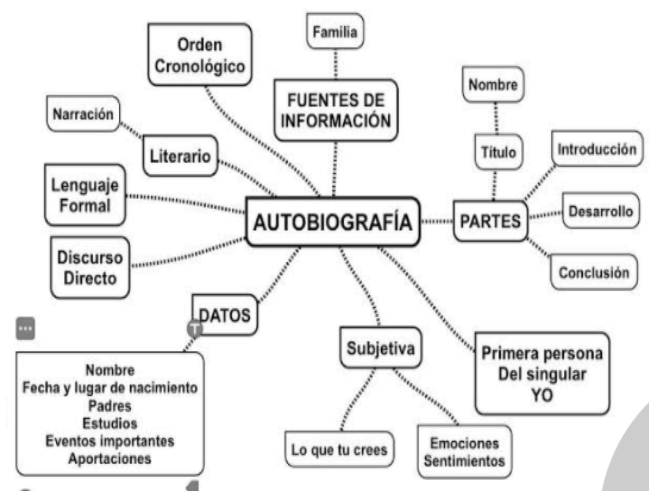 Orden
Cronológico
Familia
FUENTES DE
INFORMACIÓN
Nombre
Título
Introducción
Narración
Literario
Lenguaje
Formal
AUTOBIOGRAFÍA
PARTES
Desarrollo
Discurso
Directo
Conclusión
DATOS
T
Nombre
Fecha y lugar de nacimiento
Padres
Estudios
Eventos importantes
Aportaciones
Subjetiva
Lo que tu crees
Emociones
Sentimientos
Primera persona
Del singular
YO